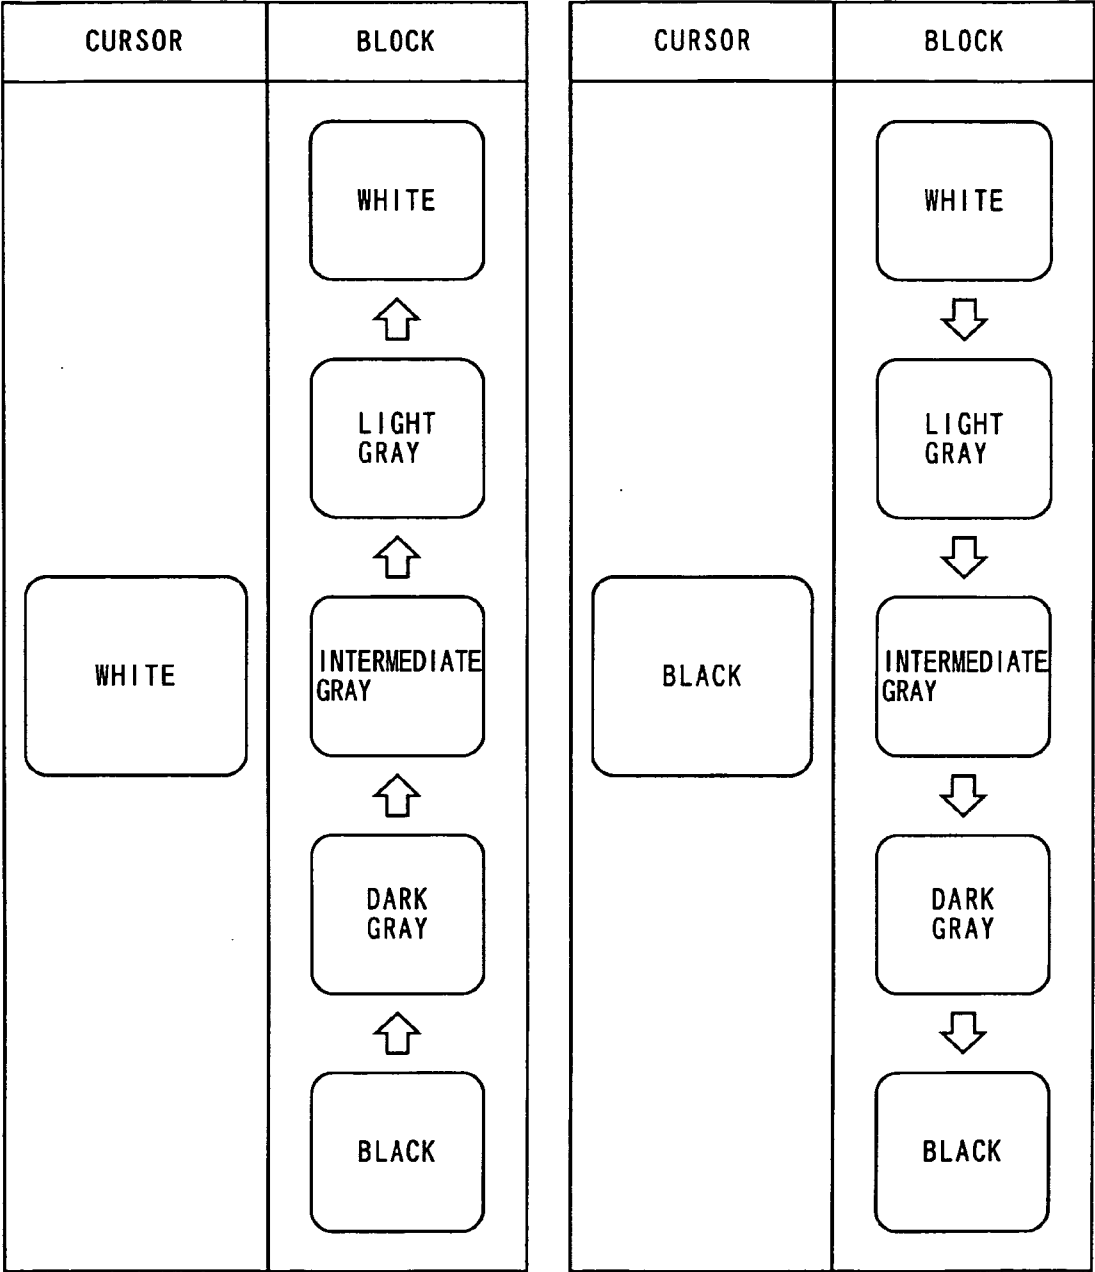 CURSOR
BLOCK
WHITE
LIGHT
GRAY
WHITE
INTERMEDIATE
GRAY
DARK
GRAY
BLACK
CURSOR
BLOCK
WHITE
LIGHT
GRAY
BLACK
INTERMEDIATE
GRAY
DARK
GRAY
BLACK